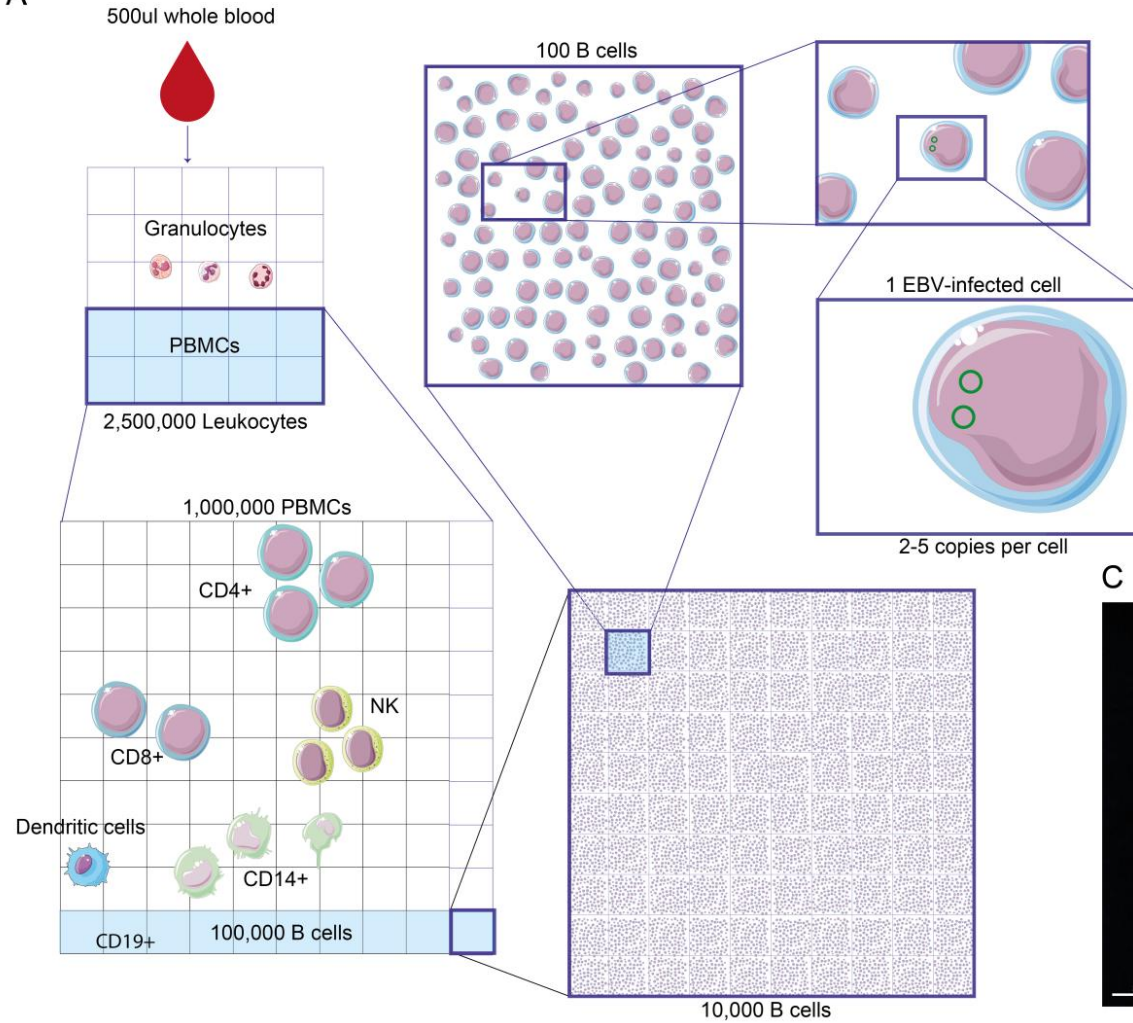 A
500ul whole blood
Granulocytes
PBMCs
2,500,000 Leukocytes
100 B cells
1 EBV-infected cell
2-5 copies per cell
1,000,000 PBMCs
CD4+
NK
CD8+
Dendritic cells
CD14+
CD19+
100,000 B cells
10,000 B cells
C